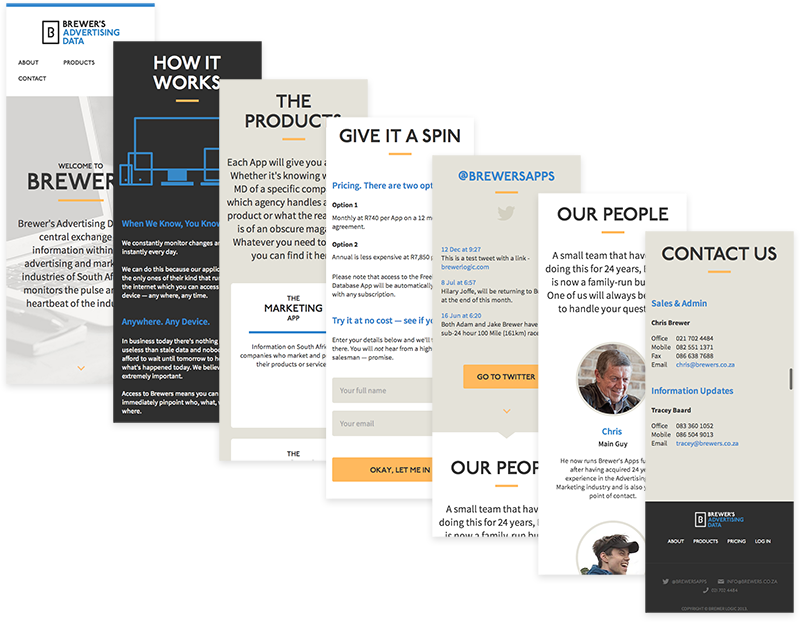 BREWER'S
ADVERTISING
DATA
ABOUT
PRODUCTS
CONTACT
WELCOME TO
BREWER
Brewer's Advertising D
central exchange
information within
advertising and mark
industries of South Af
monitors the pulse an
heartbeat of the indu
HOW IT
WORKS
When We Know, You Know
We constantly monitor changes an
instantly every day.
We can do this because our applic
the only ones of their kind that ru
the internet which you can access
device — any where, any time.
Anywhere. Any Device.
In business today there's nothing
useless than stale data and nobo
afford to wait until tomorrow to h
what's happened today. We believ
extremely important.
Access to Brewers means you can
immediately pinpoint who, what, w
where.
THE
PRODUCTS
Each App will give you a
Whether it's knowing w
MD of a specific comp
which agency handles a
product or what the rea
is of an obscure maga
Whatever you need to
you can find it he
THE
MARKETING
APP
Information on South Afri
companies who market and p
their products or service
THE
GIVE IT A SPIN
Pricing. There are two opt
Option 1
Monthly at R740 per App on a 12 m
agreement.
Option 2
Annual is less expensive at R7,850 p
Please note that access to the Free
Database App will be automatically
with any subscription.
Try it at no cost — see if yo
Enter your details below and we'll
there. You will not hear from a high
salesman — promise.
Your full name
Your email
OKAY, LET ME IN
@BREWERSAPPS
12 Dec at 9:27
This is a test tweet with a link -
brewerlogic.com
8 Jul at 6:57
Hilary Joffe, will be returning to B
at the end of this month.
16 Jun at 6:20
Both Adam and Jake Brewer have
sub-24 hour 100 Mile (161km) race
GO TO TWITTER
OUR PEOP
A small team that have
doing this for 24 years,
is now a family-run bu
OUR PEOPLE
A small team that hav
doing this for 24 years, 
is now a family-run bu
One of us will always b
to handle your quest
Chris
Main Guy
He now runs Brewer's Apps fu
after having acquired 24 y
experience in the Advertising
Marketing industry and is also y
point of contact.
CONTACT US
Sales & Admin
Chris Brewer
Office 021 702 4484
Mobile 082 551 1371
Fax 086 638 7688
Email chris@brewers.co.za
Information Updates
Tracey Baard
Office 083 360 1052
Mobile 086 504 9013
Email tracey@brewers.co.za
BREWER'S
ADVERTISING
DATA
ABOUT PRODUCTS PRICING LOG IN
@BREWERSAPPS INFO@BREWERS.CO.ZA
021 702 4484
COPYRIGHT © BREWER LOGIC 2013